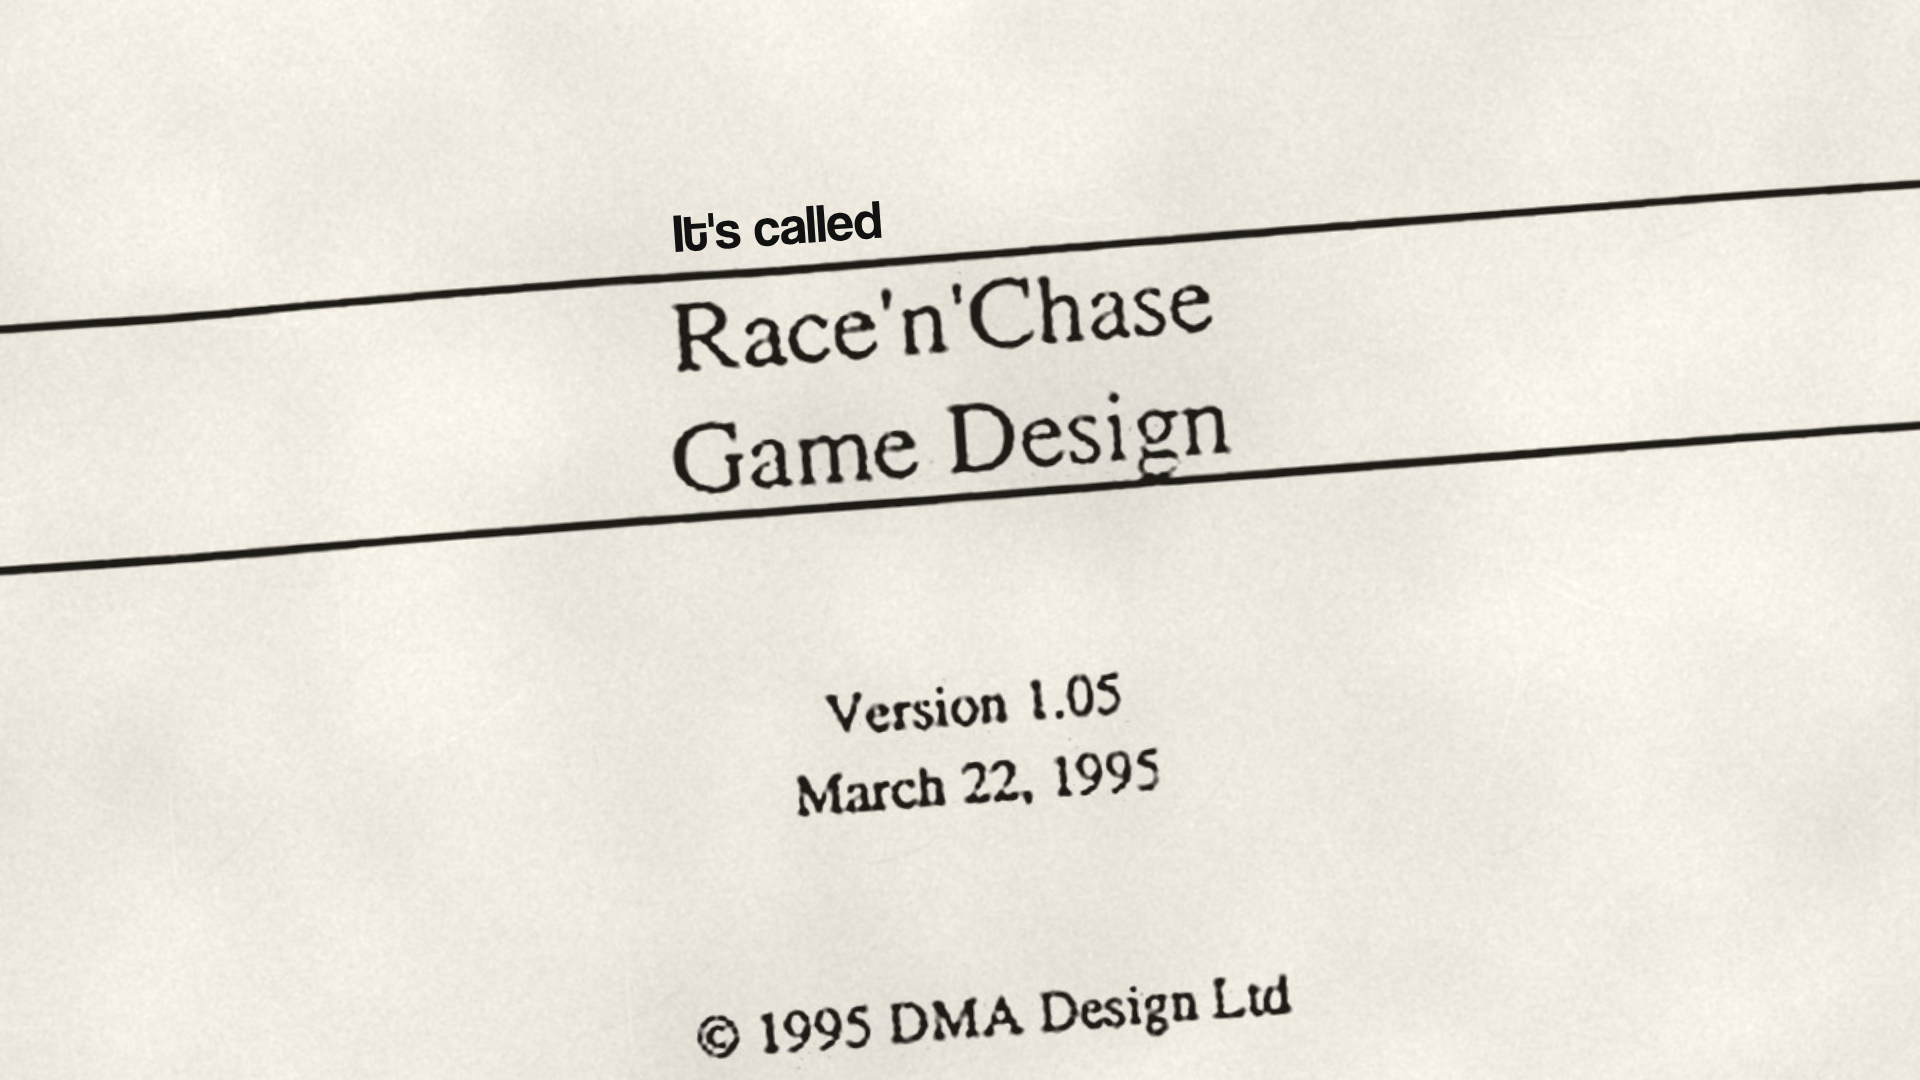 It's called
Race'n'Chase
Game Design
Version 1.05
March 22, 1995
© 1995 DMA Design Ltd